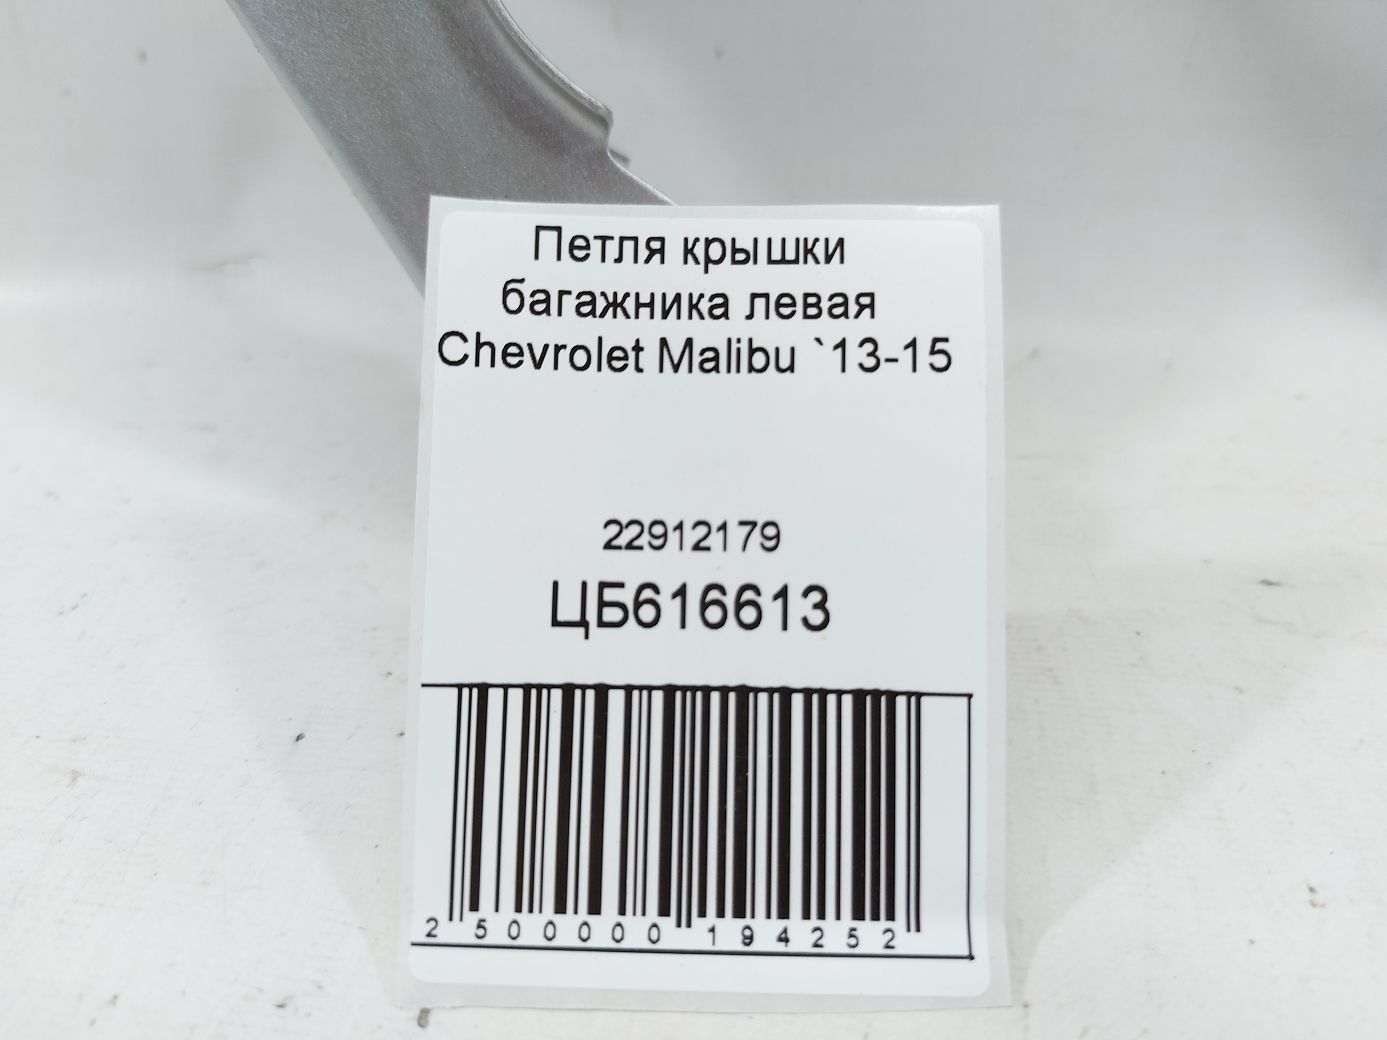 Петля крышки
багажника левая
Chevrolet Malibu `13-15
22912179
ЦБ616613
2 500000 194252